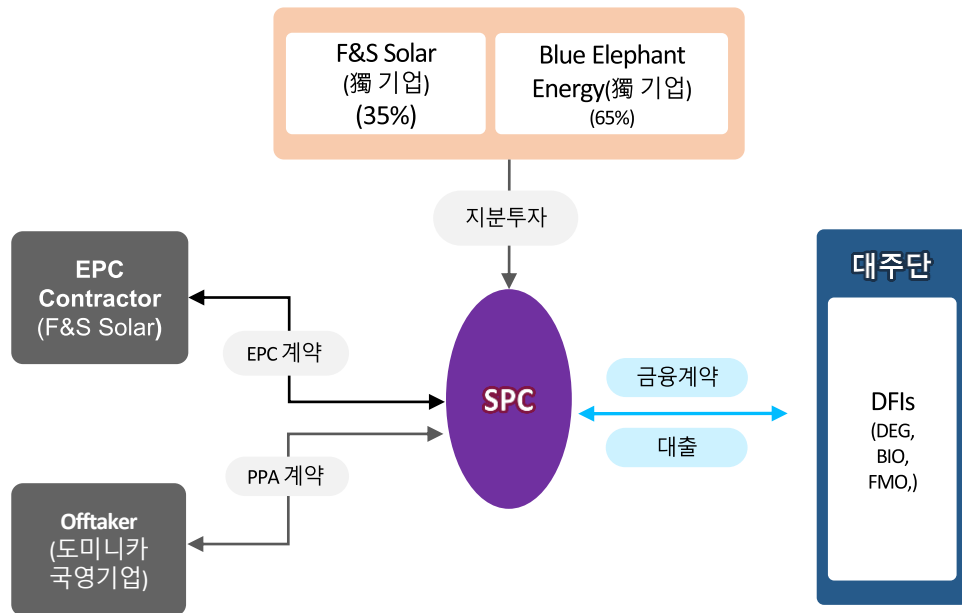 F&S Solar
(獨 기업)
(35%)
Blue Elephant
Energy(獨 기업)
(65%)
지분투자
EPC
Contractor
(F&S Solar)
EPC 계약
SPC
금융계약
대출
대주단
DFIs
(DEG,
BIO,
FMO,)
PPA 계약
Offtaker
(도미니카
국영기업)